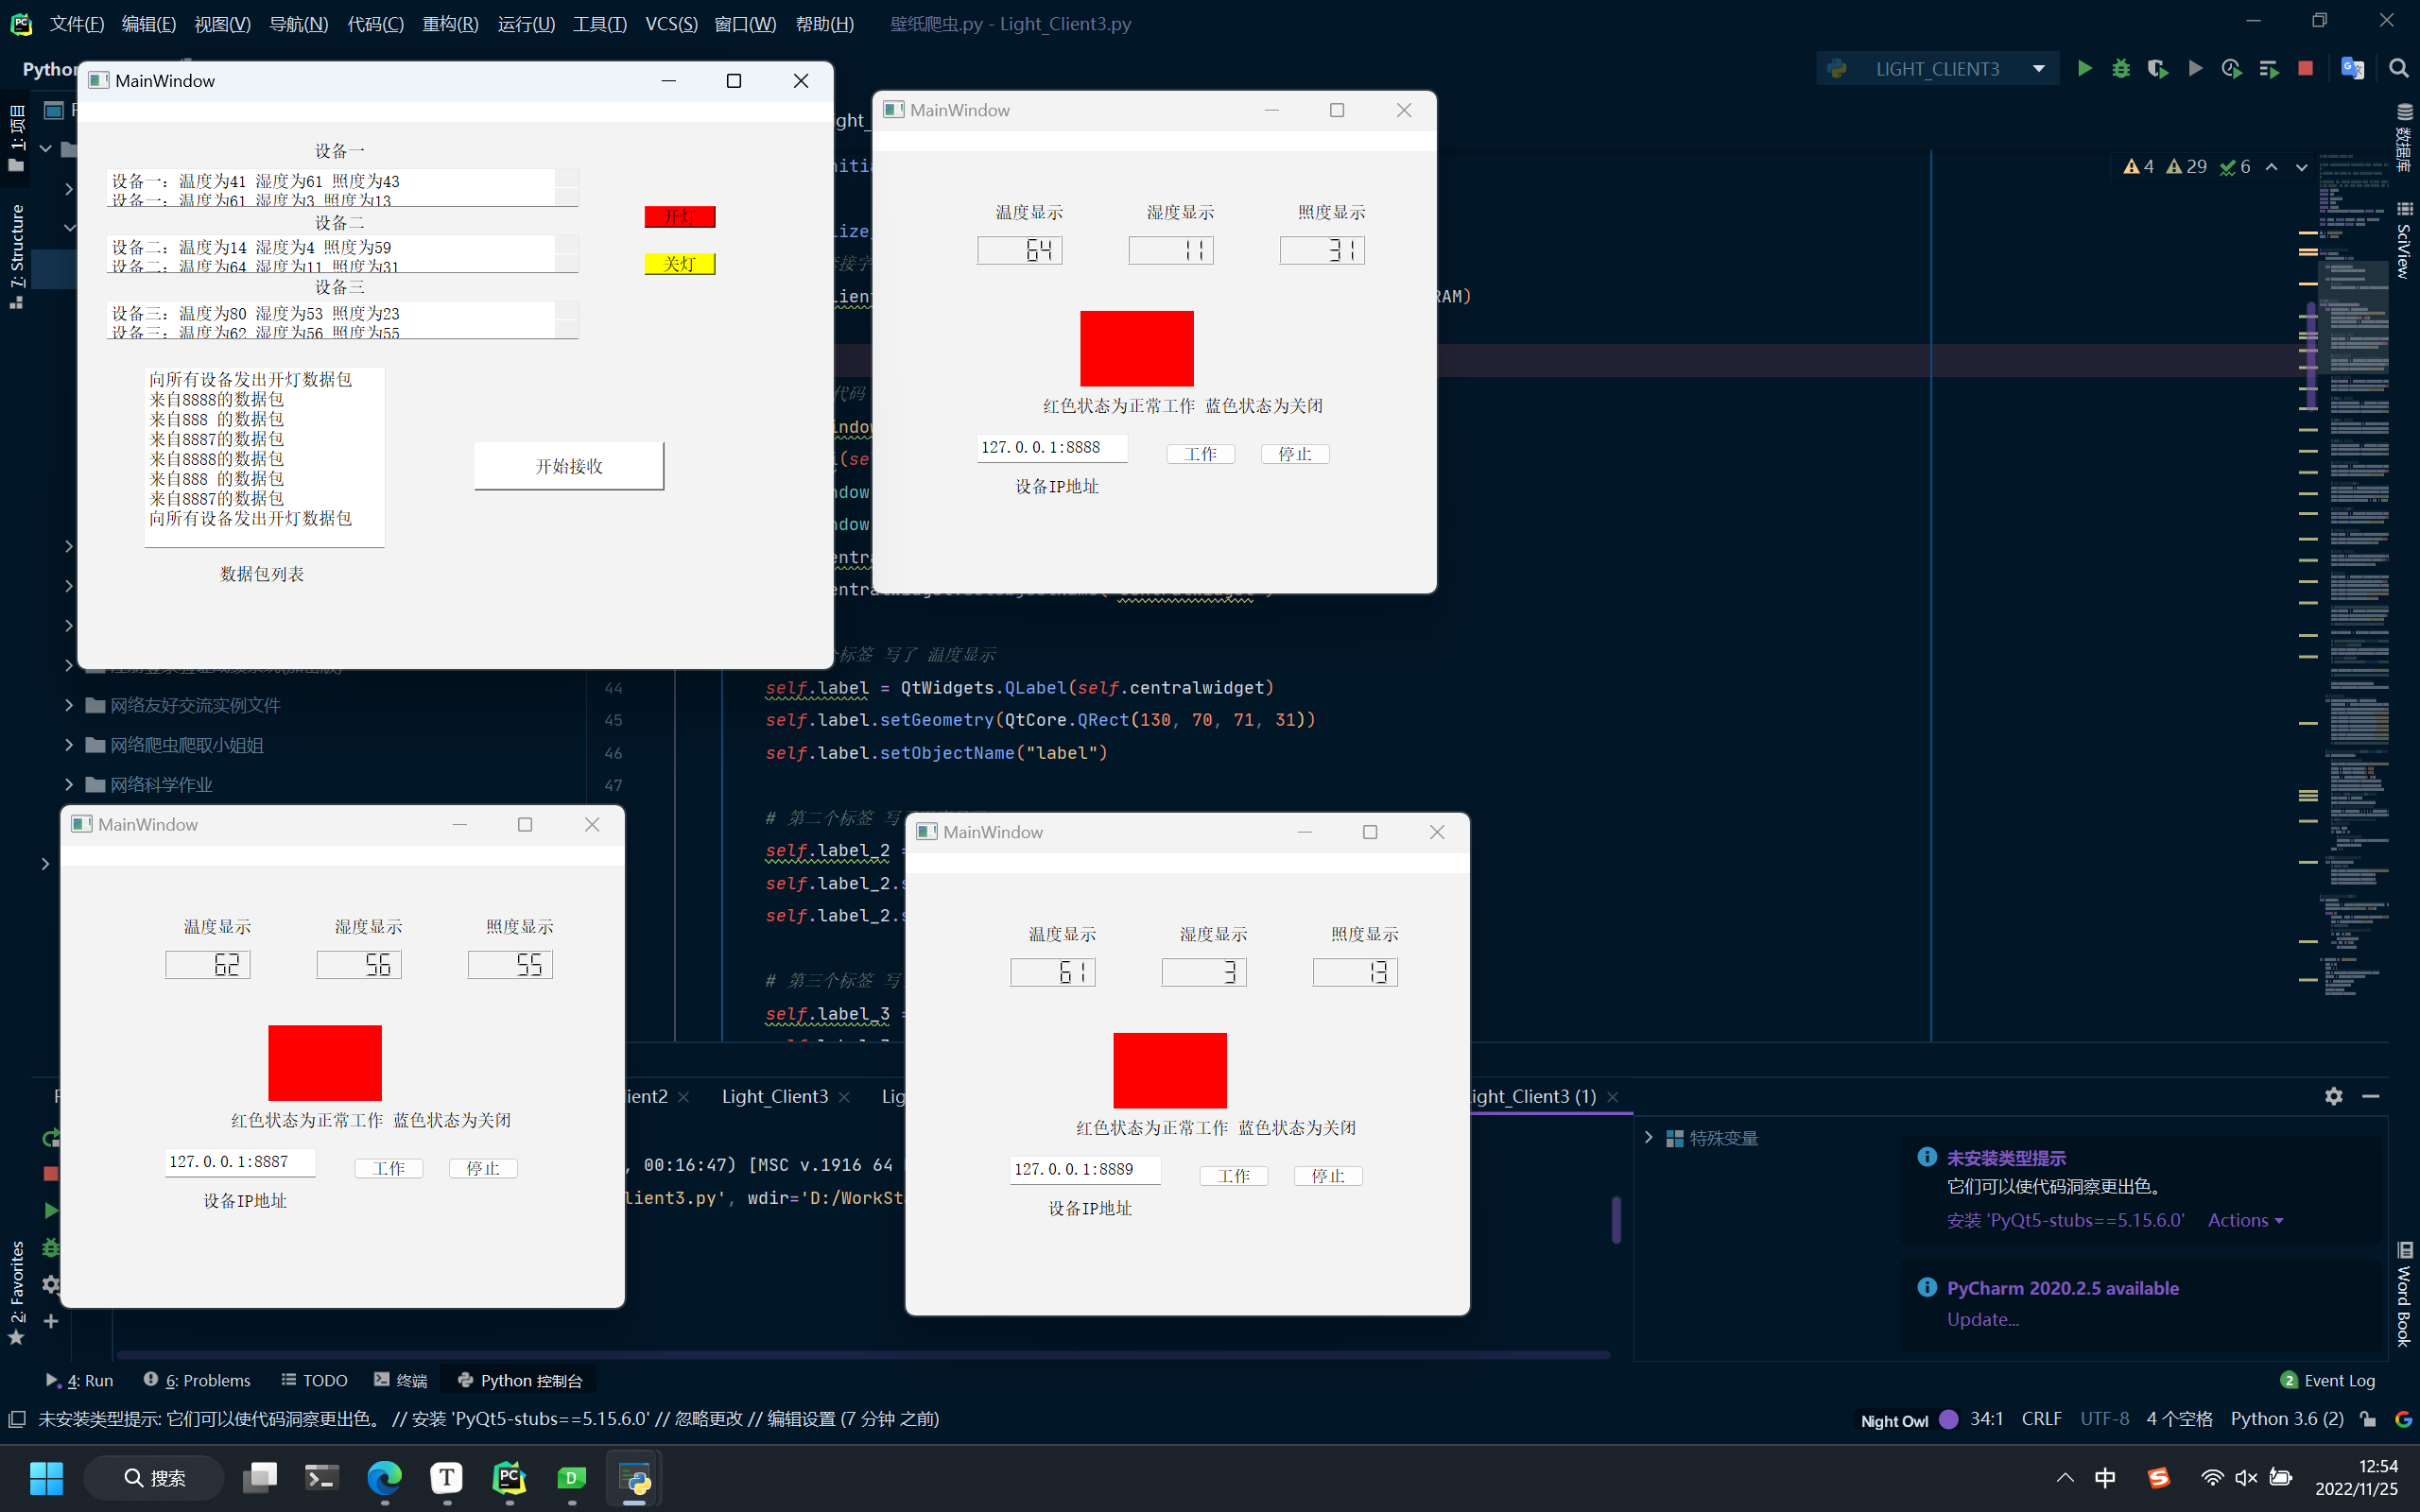 文件(F) 编辑(E) 视图(V) 导航(N) 代码(C) 重构(R) 运行(U) 工具(T) VCS(S) 窗口(W) 帮助(H) 壁纸爬虫.py - Light_Client3.py
LIGHT_CLIENT3
1: 项目
7: Structure
2: Favorites
数据库
SciView
Word Book
4 29 6
MainWindow
设备一
设备一: 温度为41 湿度为61 照度为43
设备一: 温度为61 湿度为3 照度为13
设备二
设备二: 温度为14 湿度为4 照度为59
设备二: 温度为64 湿度为11 照度为31
设备三
设备三: 温度为80 湿度为53 照度为23
设备三: 温度为62 湿度为56 照度为55
开灯
关灯
向所有设备发出开灯数据包
来自8888的数据包
来自888 的数据包
来自8887的数据包
来自8888的数据包
来自888 的数据包
来自8887的数据包
向所有设备发出开灯数据包
开始接收
数据包列表
MainWindow
温度显示 湿度显示 照度显示
64 11 31
红色状态为正常工作 蓝色状态为关闭
127.0.0.1:8888 工作 停止
设备IP地址
网络友好交流实例文件
网络爬虫爬取小姐姐
网络科学作业
个标签 写了 温度显示
44 self.label = QtWidgets.QLabel(self.centralwidget)
45 self.label.setGeometry(QtCore.QRect(130, 70, 71, 31))
46 self.label.setObjectName("label")
47
# 第二个标签 写
self.label_2 =
self.label_2.s
self.label_2.s
# 第三个标签 写
self.label_3 =
MainWindow
温度显示 湿度显示 照度显示
62 56 55
红色状态为正常工作 蓝色状态为关闭
127.0.0.1:8887 工作 停止
设备IP地址
MainWindow
温度显示 湿度显示 照度显示
61 3 13
红色状态为正常工作 蓝色状态为关闭
127.0.0.1:8889 工作 停止
设备IP地址
ient2 Light_Client3 Lig ight_Client3 (1)
, 00:16:47) [MSC v.1916 64
lient3.py', wdir='D:/WorkSt
特殊变量
未安装类型提示
它们可以使代码洞察更出色。
安装 'PyQt5-stubs==5.15.6.0' Actions
PyCharm 2020.2.5 available
Update...
4: Run 6: Problems TODO 终端 Python 控制台 2 Event Log
未安装类型提示: 它们可以使代码洞察更出色。 // 安装 'PyQt5-stubs==5.15.6.0' // 忽略更改 // 编辑设置 (7 分钟 之前) Night Owl 34:1 CRLF UTF-8 4 个空格 Python 3.6 (2)
搜索 中 12:54
2022/11/25